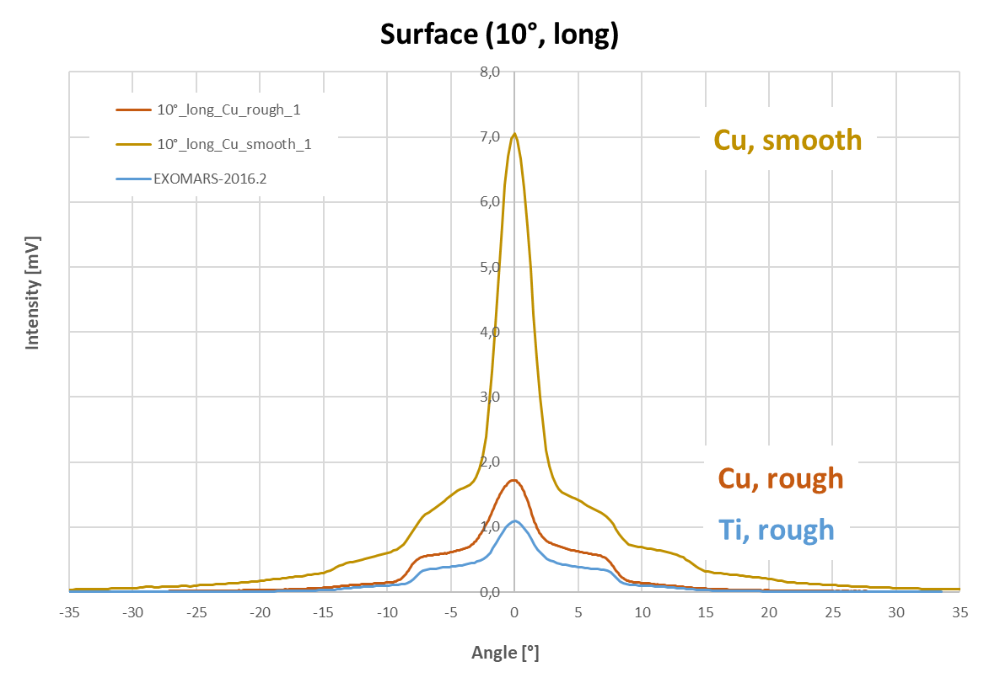 Surface (10°, long)
8,0
7,0
6,0
5,0
4,0
3,0
2,0
1,0
0,0
10°_long_Cu_rough_1
10°_long_Cu_smooth_1
EXOMARS-2016.2
Cu, smooth
Cu, rough
Ti, rough
Intensity [mV]
-35 -30 -25 -20 -15 -10 -5 0 5 10 15 20 25 30 35
Angle [°]